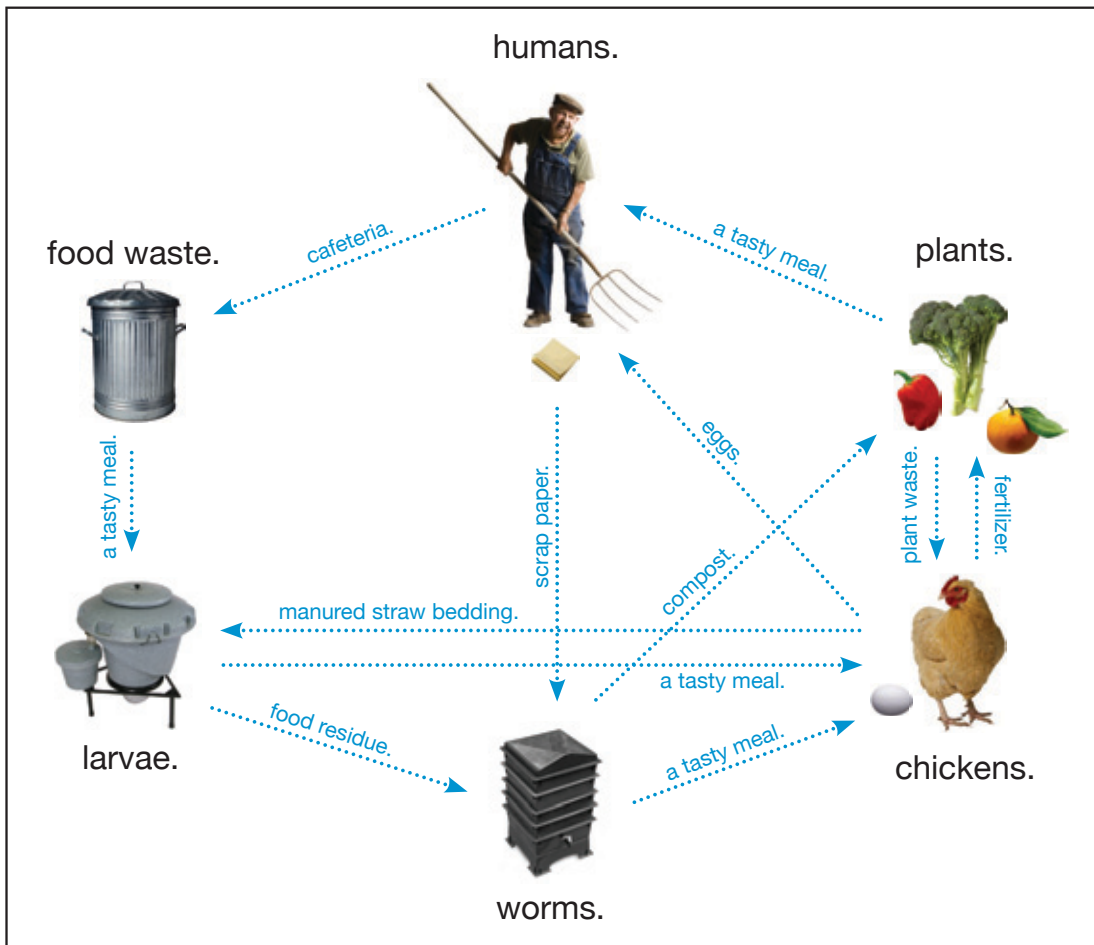 humans.
cafeteria.
a tasty meal.
food waste.
plants.
a tasty meal.
scrap paper.
eggs.
plant waste.
fertilizer.
compost.
manured straw bedding.
a tasty meal.
food residue.
a tasty meal.
larvae.
chickens.
worms.